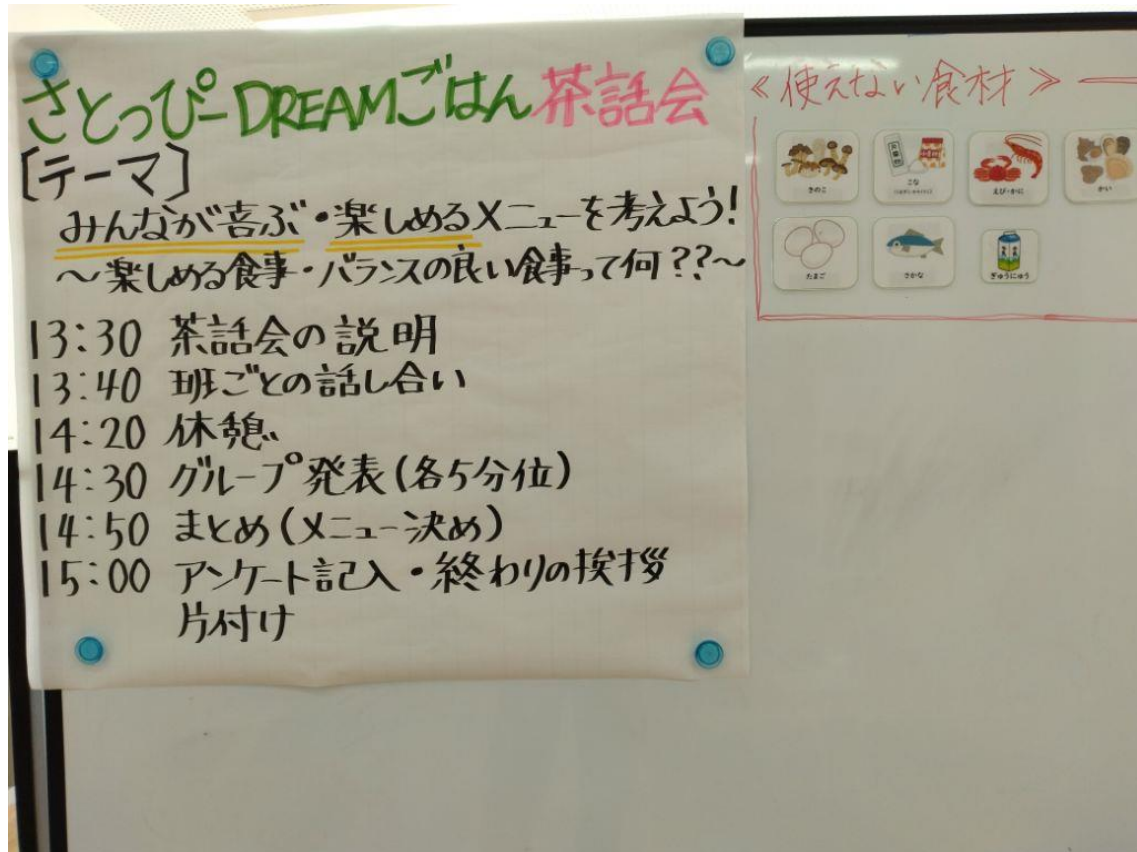 さとっぴーDREAMごはん茶話会
〔テーマ〕
みんなが喜ぶ・楽しめるメニューを考えよう!
〜楽しめる食事・バランスの良い食事って何??〜
13:30 茶話会の説明
13:40 班ごとの話し合い
14:20 休憩
14:30 グループ発表(各5分位)
14:50 まとめ(メニュー決め)
15:00 アンケート記入・終わりの挨拶
片付け
≪使えない食材≫
きのこ
こな
えび・かに
かい
たまご
さかな
ぎゅうにゅう